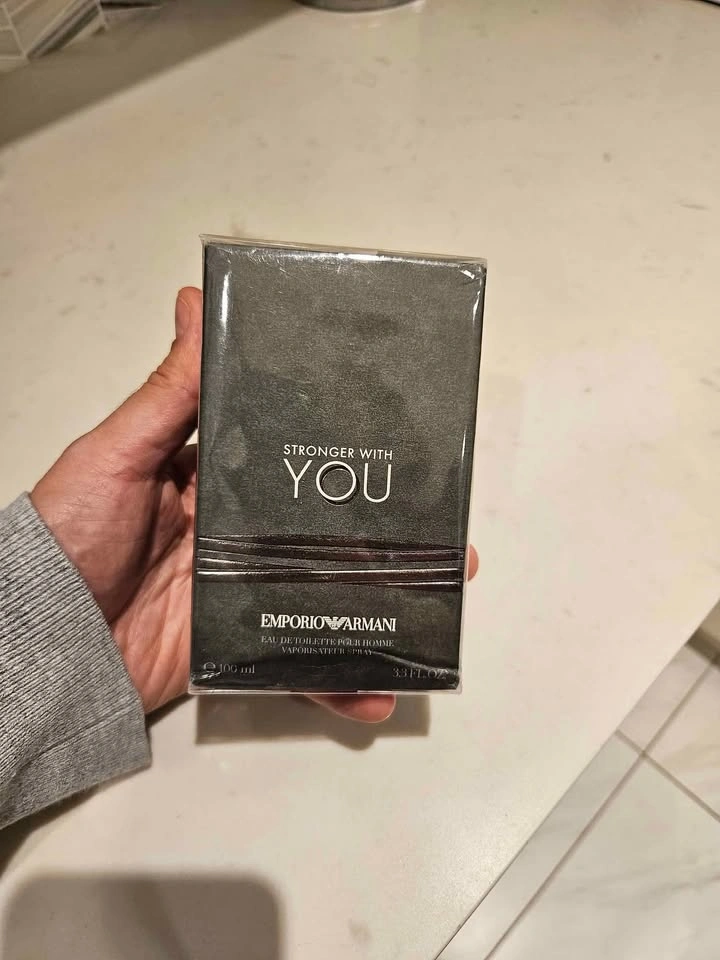 STRONGER WITH
YOU
EMPORIO ARMANI
EAU DE TOILETTE POUR HOMME
VAPORISATEUR SPRAY
℮ 100 ml 3.3 FL. OZ.